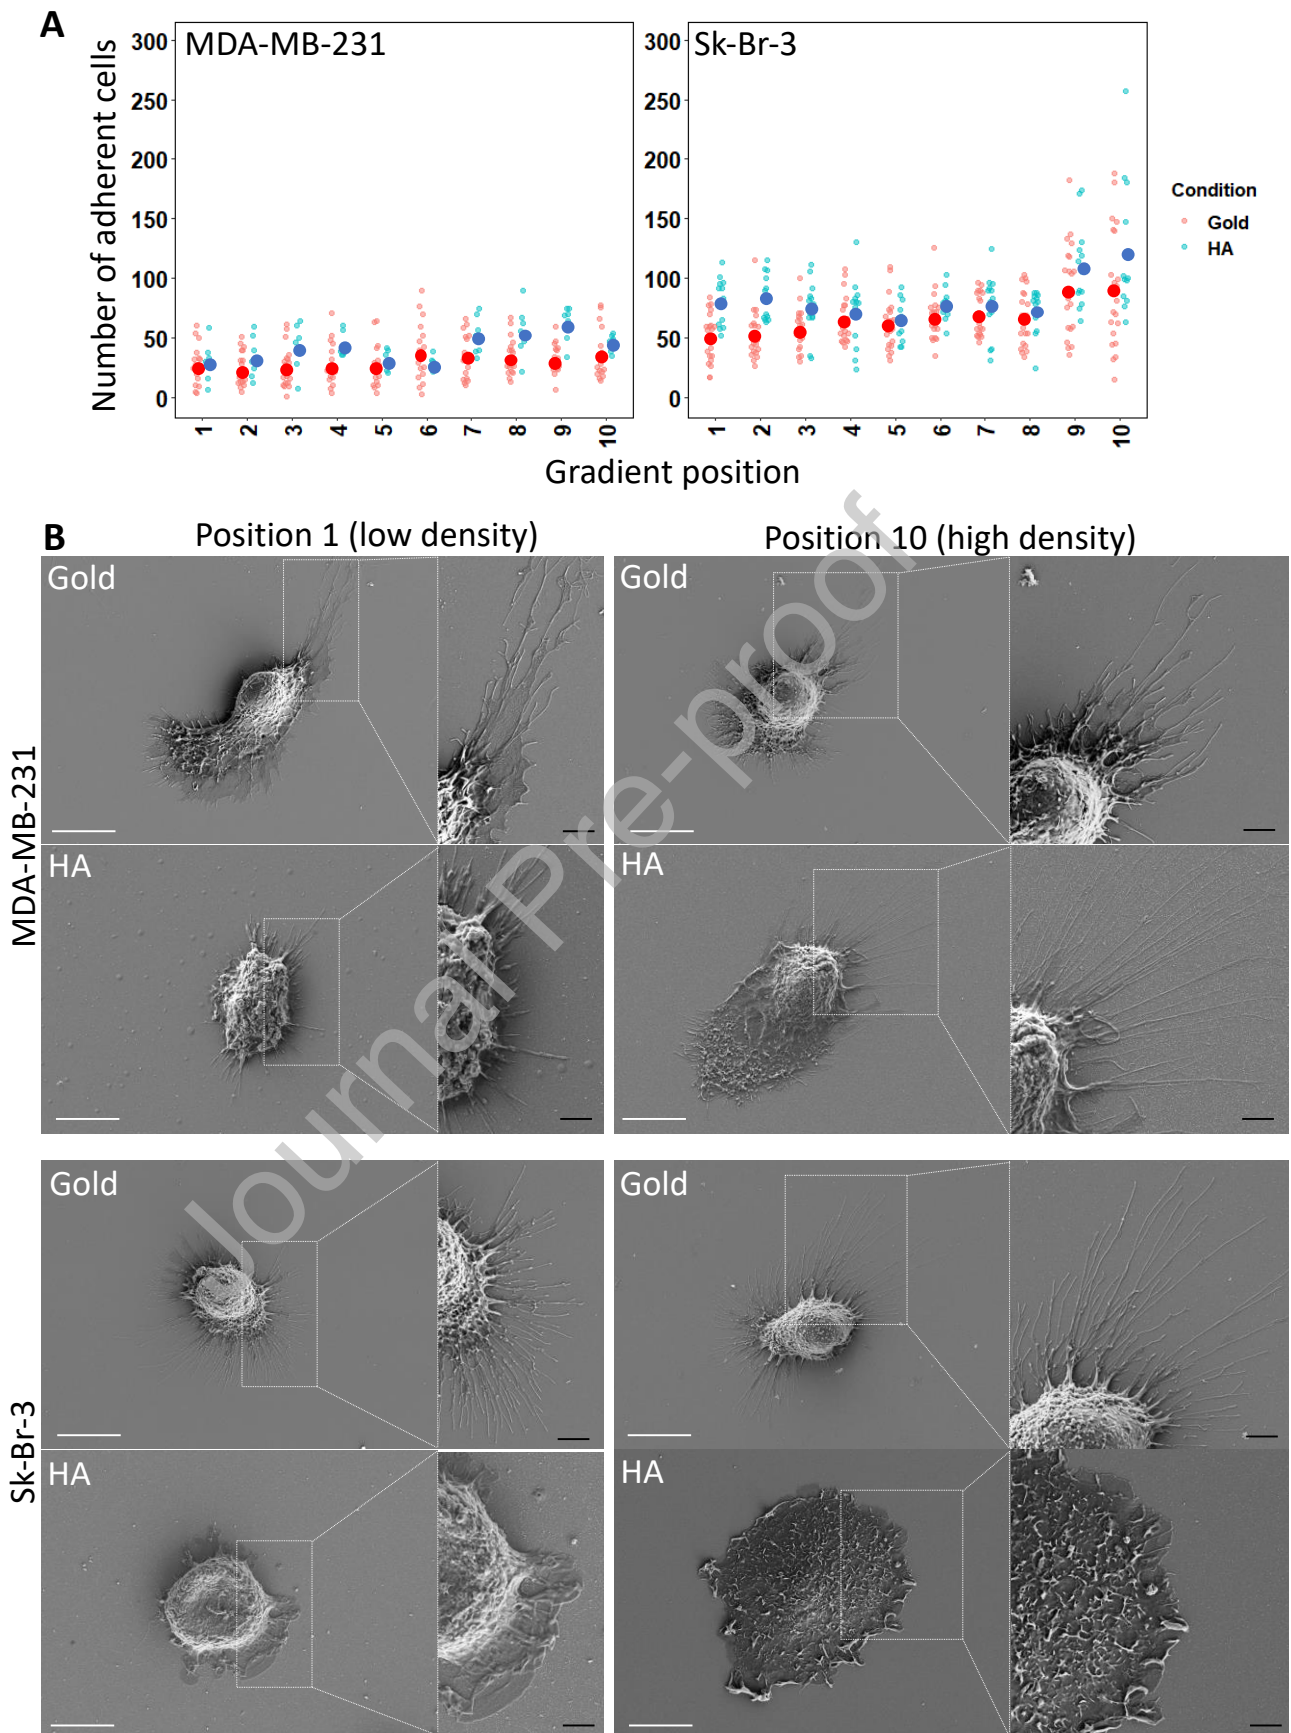 A
MDA-MB-231
Sk-Br-3
Number of adherent cells
300
250
200
150
100
50
0
300
250
200
150
100
50
0
1 2 3 4 5 6 7 8 9 10
1 2 3 4 5 6 7 8 9 10
Gradient position
Condition
Gold
HA
B
Position 1 (low density)
Position 10 (high density)
MDA-MB-231
Gold
Gold
HA
HA
Sk-Br-3
Gold
Gold
HA
HA
Journal Pre-proof